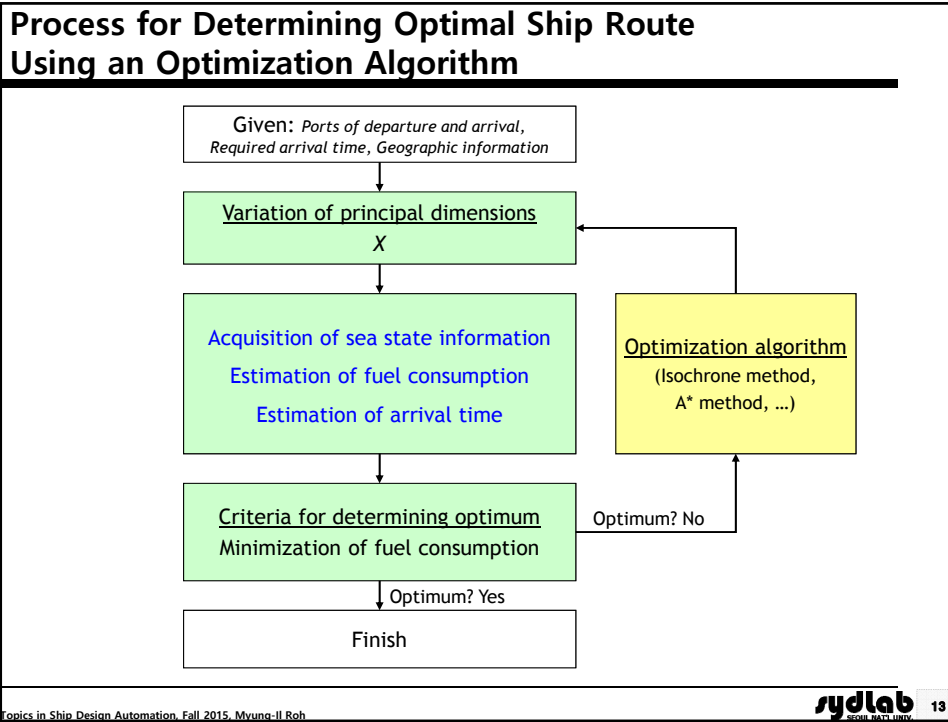 Process for Determining Optimal Ship Route
Using an Optimization Algorithm
Given: Ports of departure and arrival,
Required arrival time, Geographic information
Variation of principal dimensions
X
Acquisition of sea state information
Estimation of fuel consumption
Estimation of arrival time
Optimization algorithm
(Isochrone method,
A* method, …)
Criteria for determining optimum
Minimization of fuel consumption
Optimum? No
Optimum? Yes
Finish
Topics in Ship Design Automation, Fall 2015, Myung-Il Roh
sydlab
SEOUL NAT'L UNIV.
13